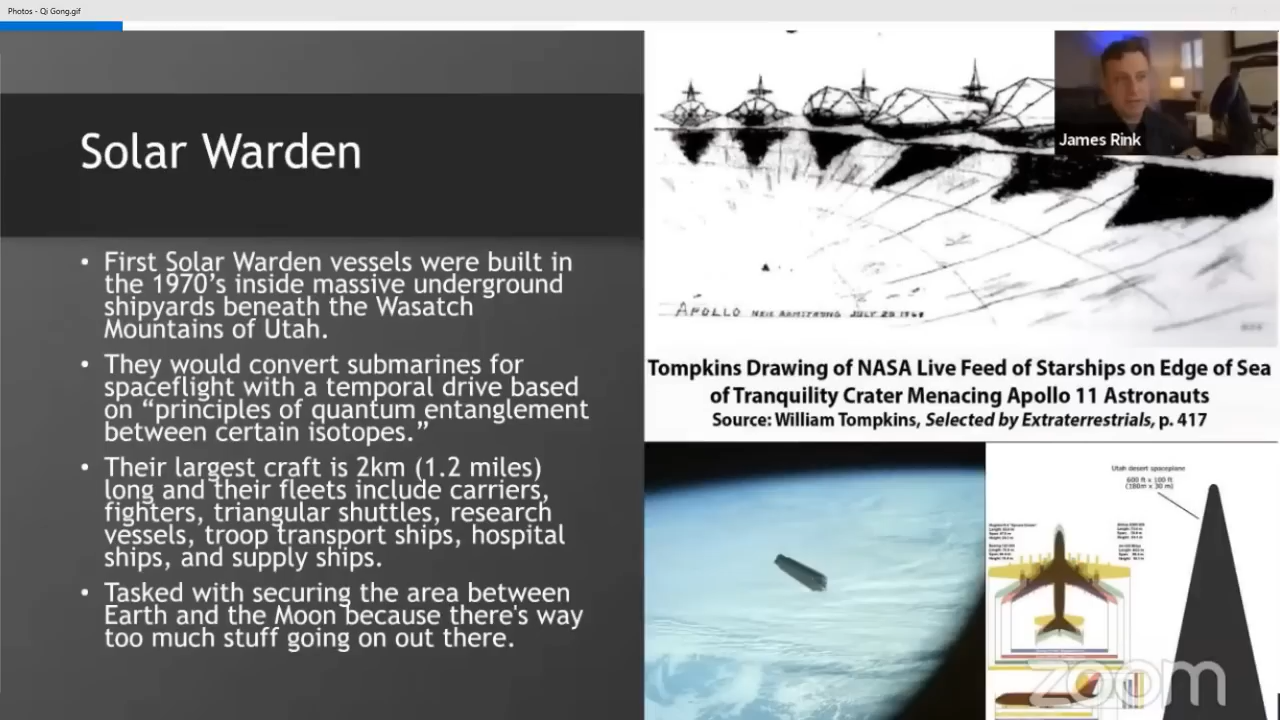 Photos - Qi Gong.gif
Solar Warden
• First Solar Warden vessels were built in
the 1970's inside massive underground
shipyards beneath the Wasatch
Mountains of Utah.
• They would convert submarines for
spaceflight with a temporal drive based
on “principles of quantum entanglement
between certain isotopes.”
• Their largest craft is 2km (1.2 miles)
long and their fleets include carriers,
fighters, triangular shuttles, research
vessels, troop transport ships, hospital
ships, and supply ships.
• Tasked with securing the area between
Earth and the Moon because there's way
too much stuff going on out there.
James Rink
APOLLO NEIL ARMSTRONG JULY 20
Tompkins Drawing of NASA Live Feed of Starships on Edge of Sea
of Tranquility Crater Menacing Apollo 11 Astronauts
Source: William Tompkins, Selected by Extraterrestrials, p. 417
Utah desert spaceplane
600 ft x 100 ft
(180m x 30 m)
zoom